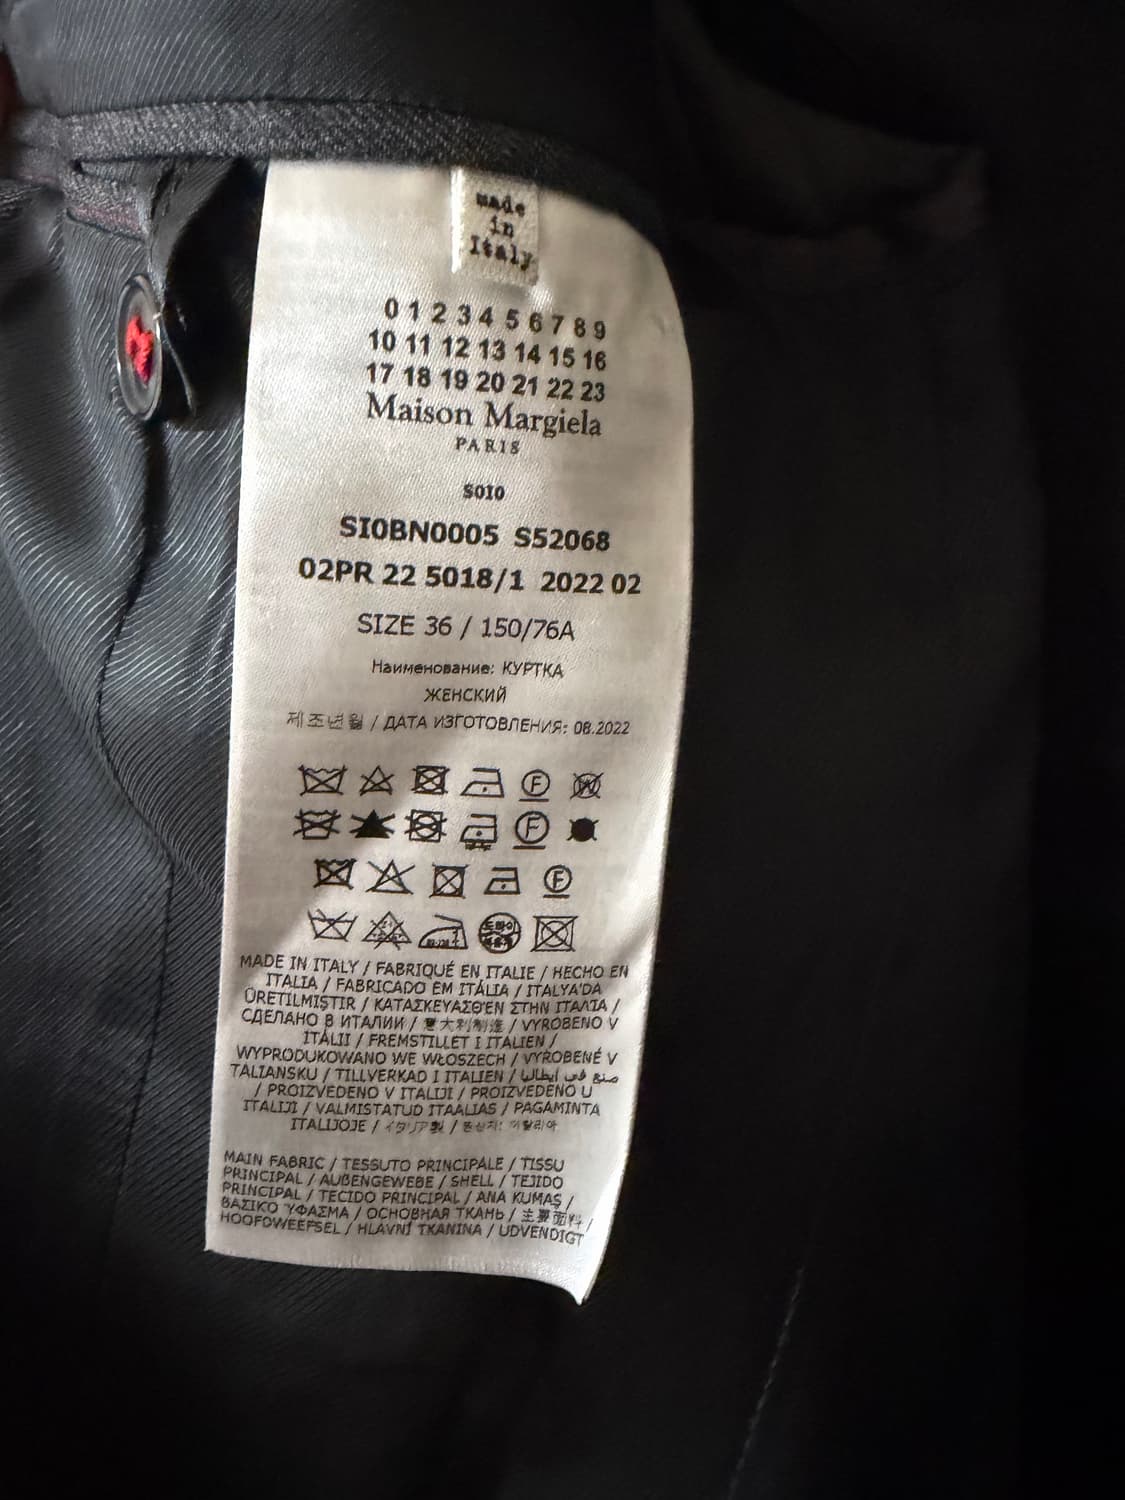 made
in
Italy
0 1 2 3 4 5 6 7 8 9
10 11 12 13 14 15 16
17 18 19 20 21 22 23
Maison Margiela
PARIS
S010
SI0BN0005 S52068
02PR 22 5018/1 2022 02
SIZE 36 / 150/76A
Наименование: КУРТКА
ЖЕНСКИЙ
제조년월 / ДАТА ИЗГОТОВЛЕНИЯ: 08.2022
F W
F
F
드라이
MADE IN ITALY / FABRIQUÉ EN ITALIE / HECHO EN
ITALIA / FABRICADO EM ITÁLIA / ITALYA'DA
ÜRETILMIŞTIR / ΚΑΤΑΣΚΕΥΑΣΘΈΝ ΣΤΗΝ ΙΤΑΛΊΑ /
СДЕЛАНО В ИТАЛИИ / 意大利制造 / VYROBENO V
ITÁLII / FREMSTILLET I ITALIEN /
WYPRODUKOWANO WE WŁOSZECH / VYROBENÉ V
TALIANSKU / TILLVERKAD I ITALIEN / صنع في ايطاليا
/ PROIZVEDENO V ITALIJI / PROIZVEDENO U
ITALIJI / VALMISTATUD ITAALIAS / PAGAMINTA
ITALIJOJE / イタリア製 / 원산지: 이탈리아
MAIN FABRIC / TESSUTO PRINCIPALE / TISSU
PRINCIPAL / AUßENGEWEBE / SHELL / TEJIDO
PRINCIPAL / TECIDO PRINCIPAL / ANA KUMAŞ /
ΒΑΣΙΚΟ ΎΦΑΣΜΑ / ОСНОВНАЯ ТКАНЬ / 主要面料 /
HOOFDWEEFSEL / HLAVNÍ TKANINA / UDVENDIGT